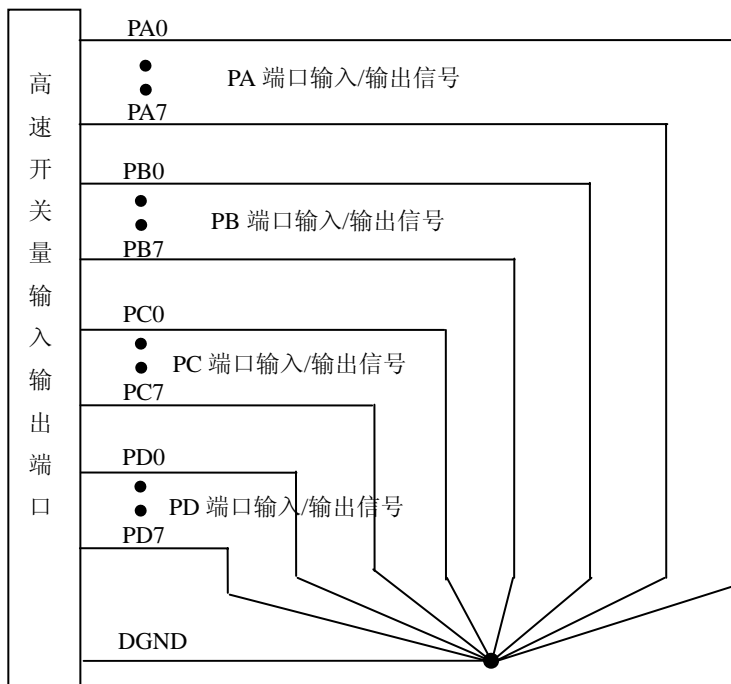 高速开关量输入输出端口
PA0
PA 端口输入/输出信号
PA7
PB0
PB 端口输入/输出信号
PB7
PC0
PC 端口输入/输出信号
PC7
PD0
PD 端口输入/输出信号
PD7
DGND